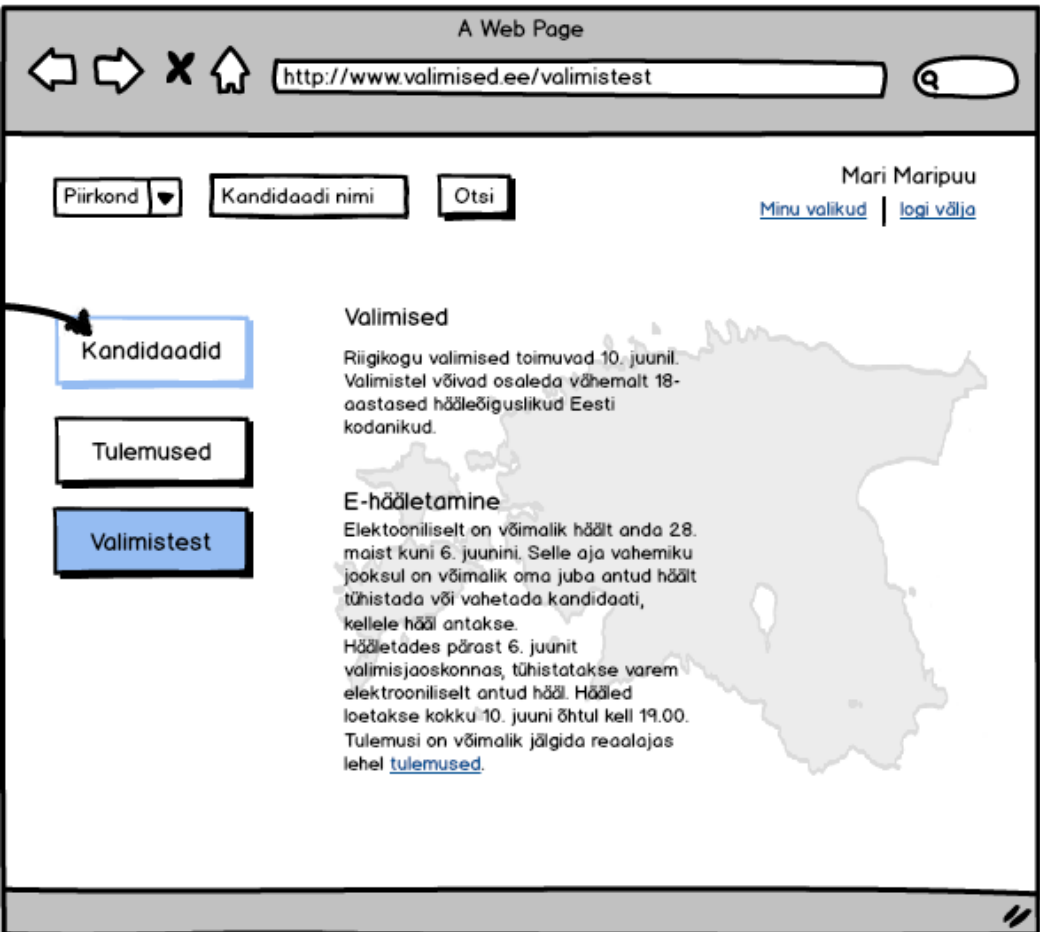 A Web Page
http://www.valimised.ee/valimistest
Piirkond
Kandidaadi nimi
Otsi
Mari Maripuu
Minu valikud
logi välja
Kandidaadid
Tulemused
Valimistest
Valimised
Riigikogu valimised toimuvad 10. juunil.
Valimistel võivad osaleda vähemalt 18-
aastased hääleõiguslikud Eesti
kodanikud.
E-hääletamine
Elektooniliselt on võimalik häält anda 28.
maist kuni 6. juunini. Selle aja vahemiku
jooksul on võimalik oma juba antud häält
tühistada või vahetada kandidaati,
kellele hääl antakse.
Hääletades pärast 6. juunit
valimisjaoskonnas, tühistatakse varem
elektrooniliselt antud hääl. Hääled
loetakse kokku 10. juuni õhtul kell 19.00.
Tulemusi on võimalik jälgida reaalajas
lehel tulemused.